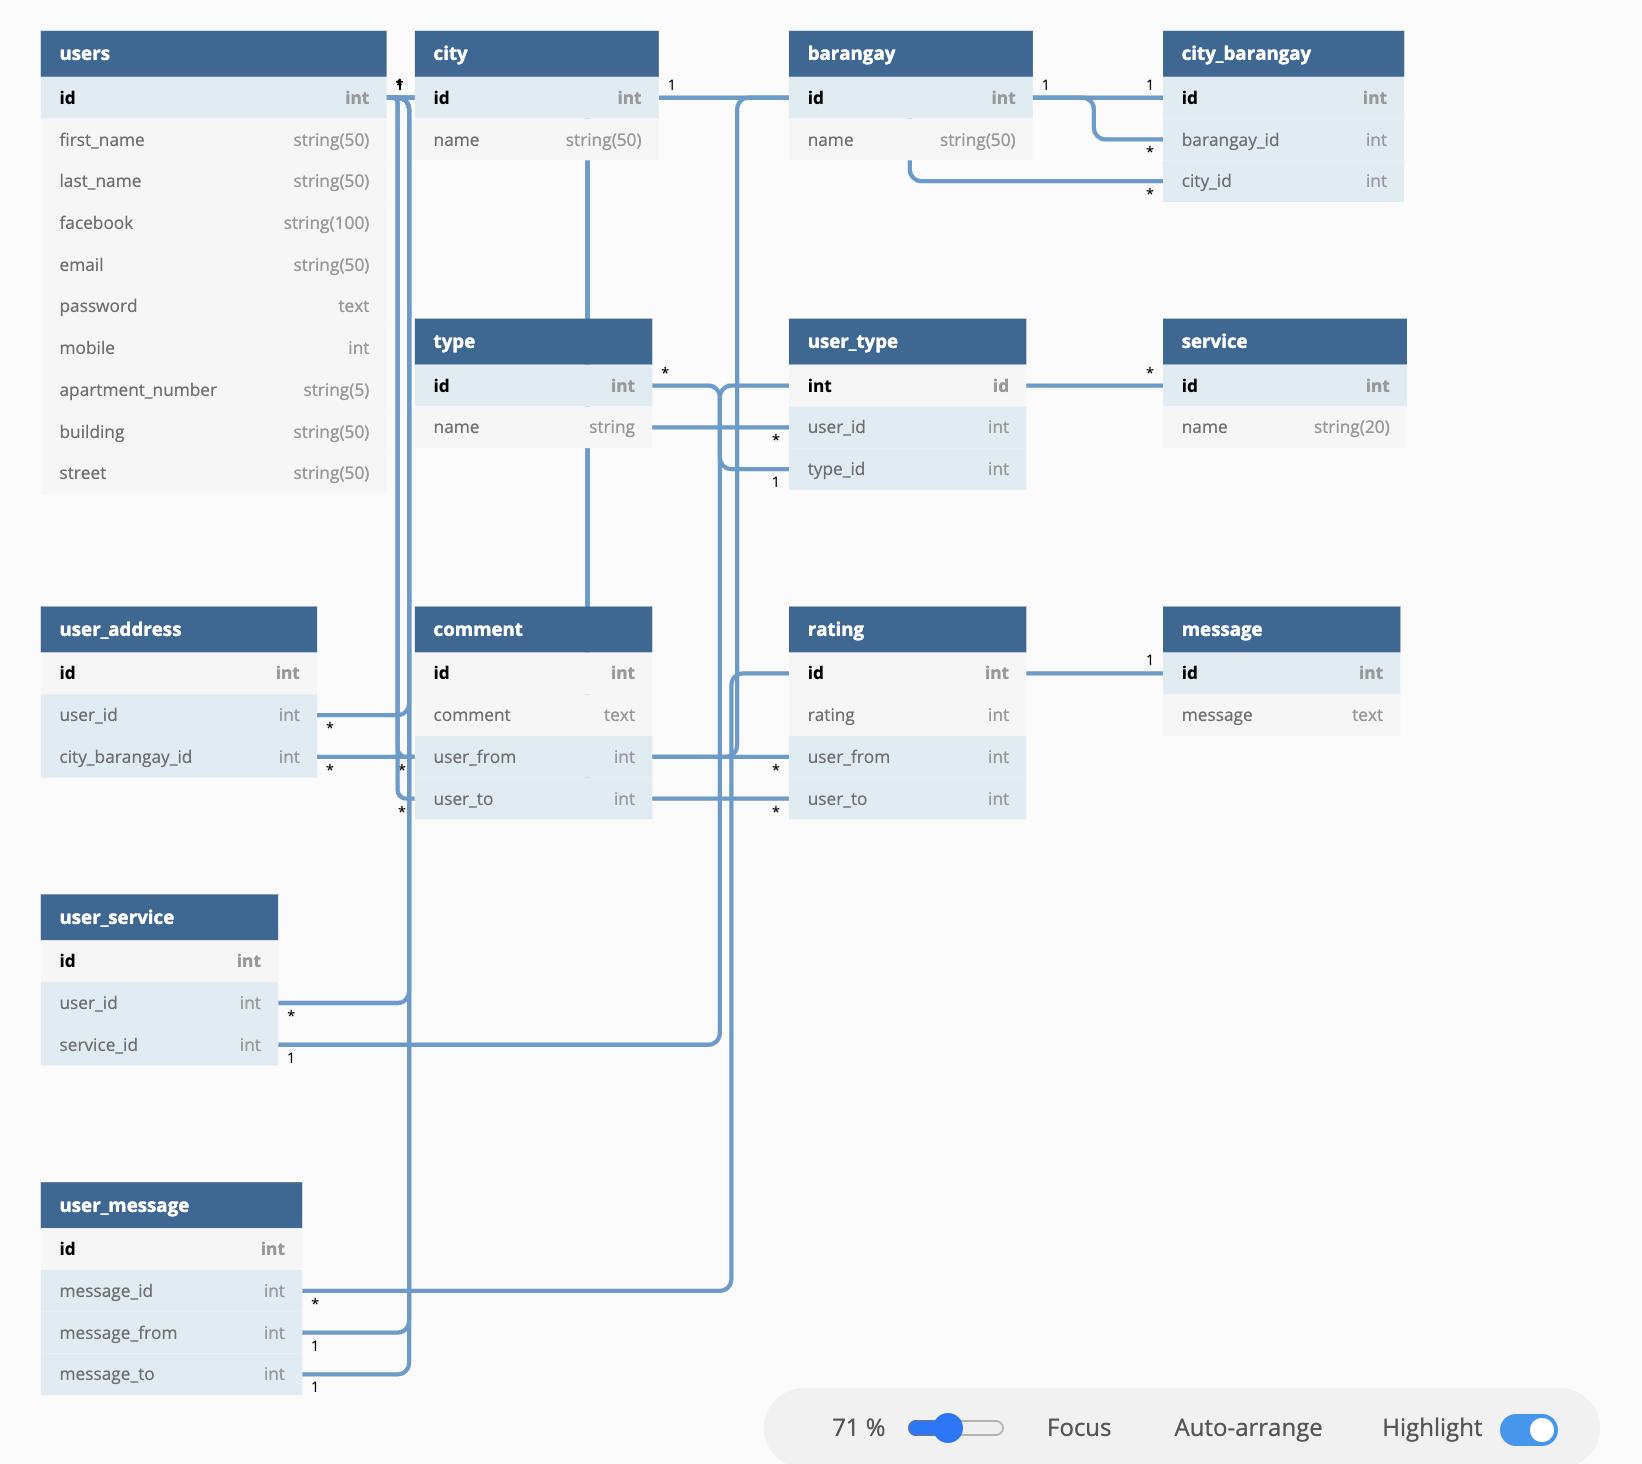 users
id int
first_name string(50)
last_name string(50)
facebook string(100)
email string(50)
password text
mobile int
apartment_number string(5)
building string(50)
street string(50)
city
1
id int
name string(50)
barangay
1 1
id int
name string(50)
city_barangay
id int
barangay_id int
*
city_id int
*
type
*
id int
name string
user_type
int id
user_id int
*
type_id int
1
service
*
id int
name string(20)
user_address
id int
user_id int
*
city_barangay_id int
*
comment
id int
comment text
user_from int
*
user_to int
*
rating
id int
rating int
user_from int
*
user_to int
*
message
1
id int
message text
user_service
id int
user_id int
*
service_id int
1
user_message
id int
message_id int
*
message_from int
1
message_to int
1
71 % Focus Auto-arrange Highlight